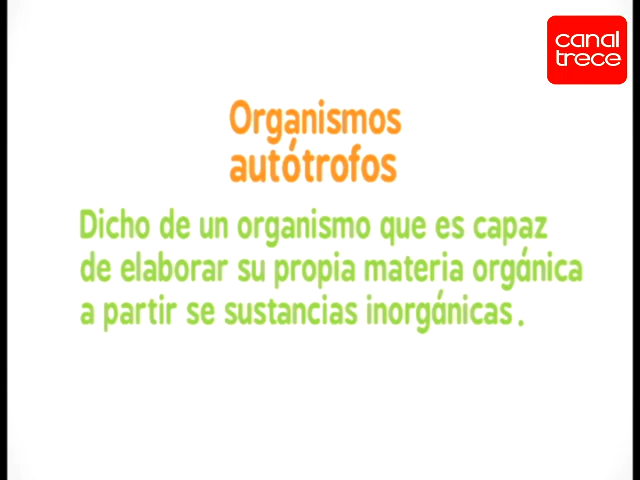 canal
trece
Organismos
autótrofos
Dicho de un organismo que es capaz
de elaborar su propia materia orgánica
a partir se sustancias inorgánicas.